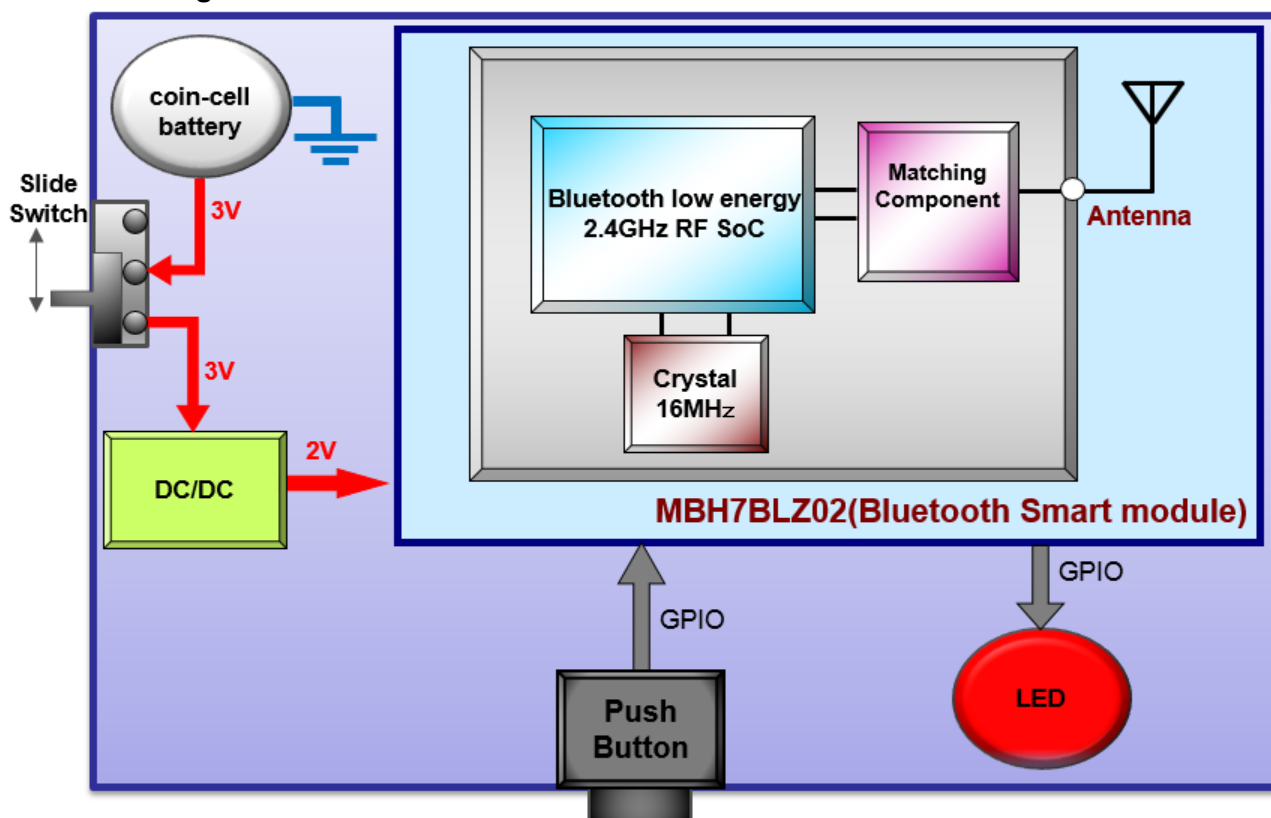 coin-cell
battery
Slide
Switch
3V
3V
DC/DC
2V
Bluetooth low energy
2.4GHz RF SoC
Matching
Component
Antenna
Crystal
16MHz
MBH7BLZ02(Bluetooth Smart module)
GPIO
GPIO
Push
Button
LED